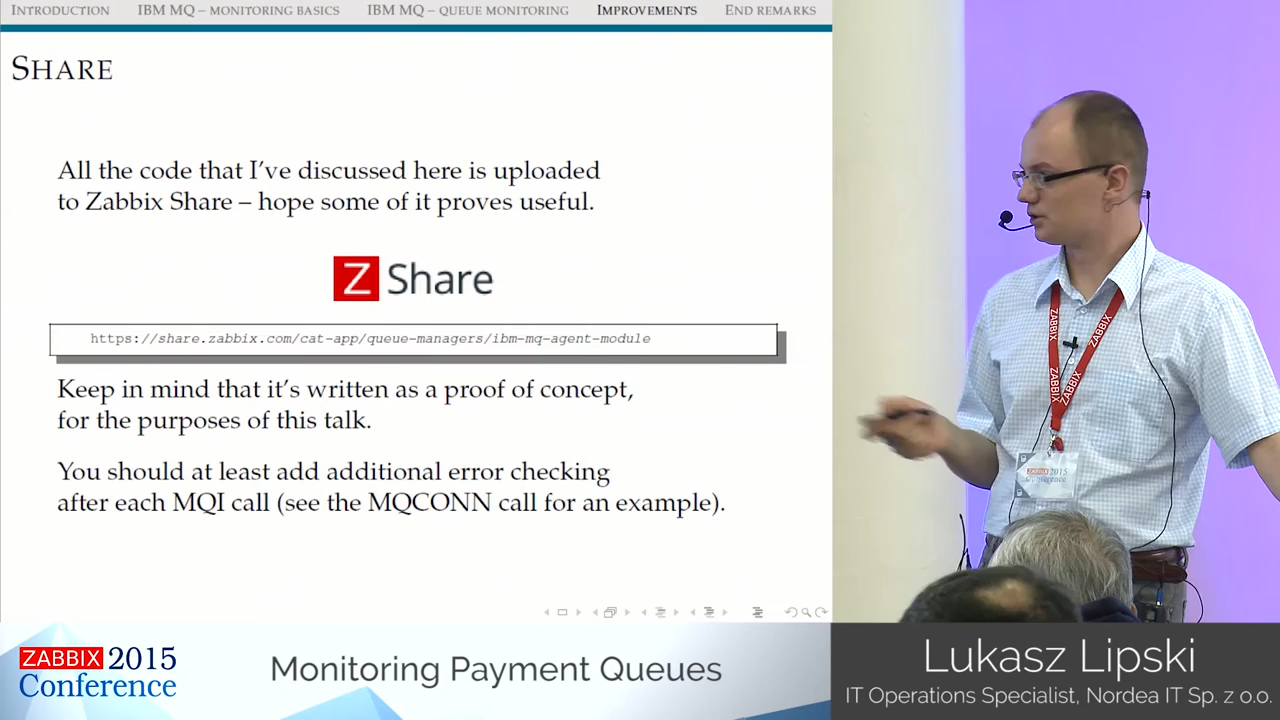 INTRODUCTION IBM MQ – MONITORING BASICS IBM MQ – QUEUE MONITORING IMPROVEMENTS END REMARKS
SHARE
All the code that I've discussed here is uploaded
to Zabbix Share – hope some of it proves useful.
Z Share
https://share.zabbix.com/cat-app/queue-managers/ibm-mq-agent-module
Keep in mind that it's written as a proof of concept,
for the purposes of this talk.
You should at least add additional error checking
after each MQI call (see the MQCONN call for an example).
ZABBIX
ZABBIX
ZABBIX
ZABBIX
ZABBIX 2015
Conference
ZABBIX 2015
Conference
Monitoring Payment Queues
Lukasz Lipski
IT Operations Specialist, Nordea IT Sp. z o.o.